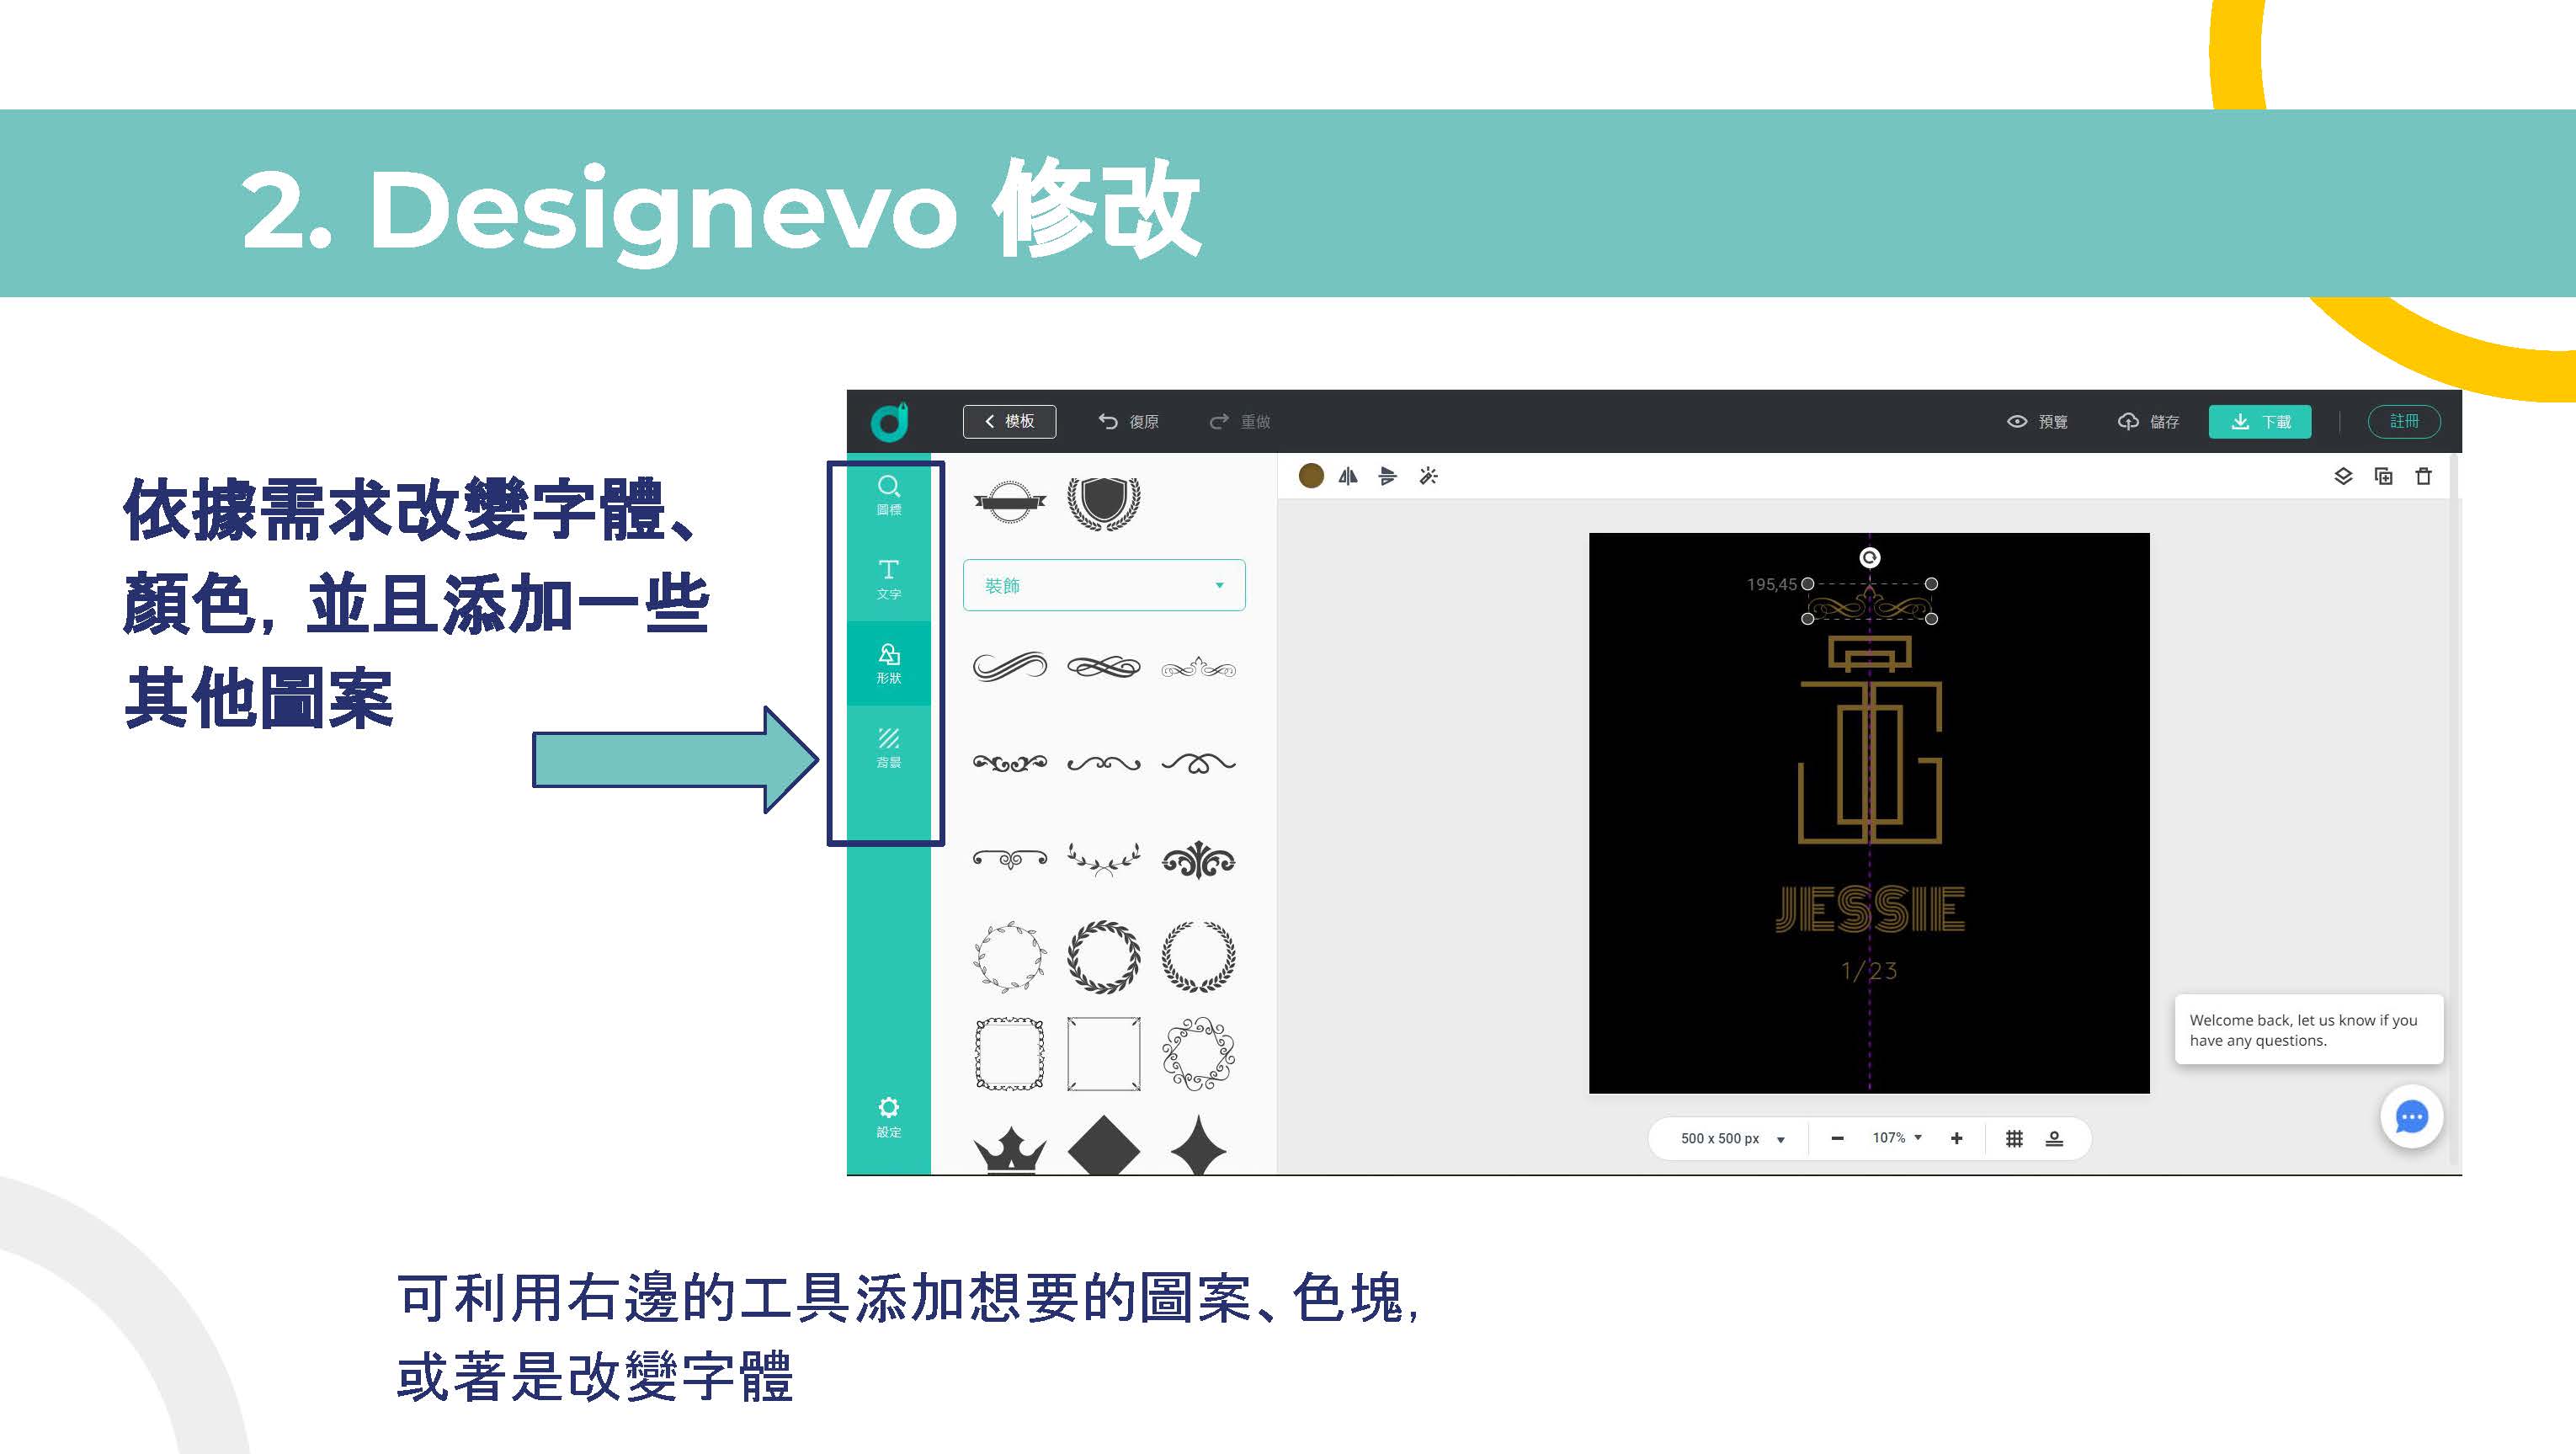 2. Designevo 修改
依據需求改變字體、
顏色，並且添加一些
其他圖案
模板
復原
重做
預覽
儲存
下載
註冊
圖標
文字
形狀
背景
設定
裝飾
195,45
JESSIE
1/23
Welcome back, let us know if you
have any questions.
500 x 500 px
107%
可利用右邊的工具添加想要的圖案、色塊，
或著是改變字體